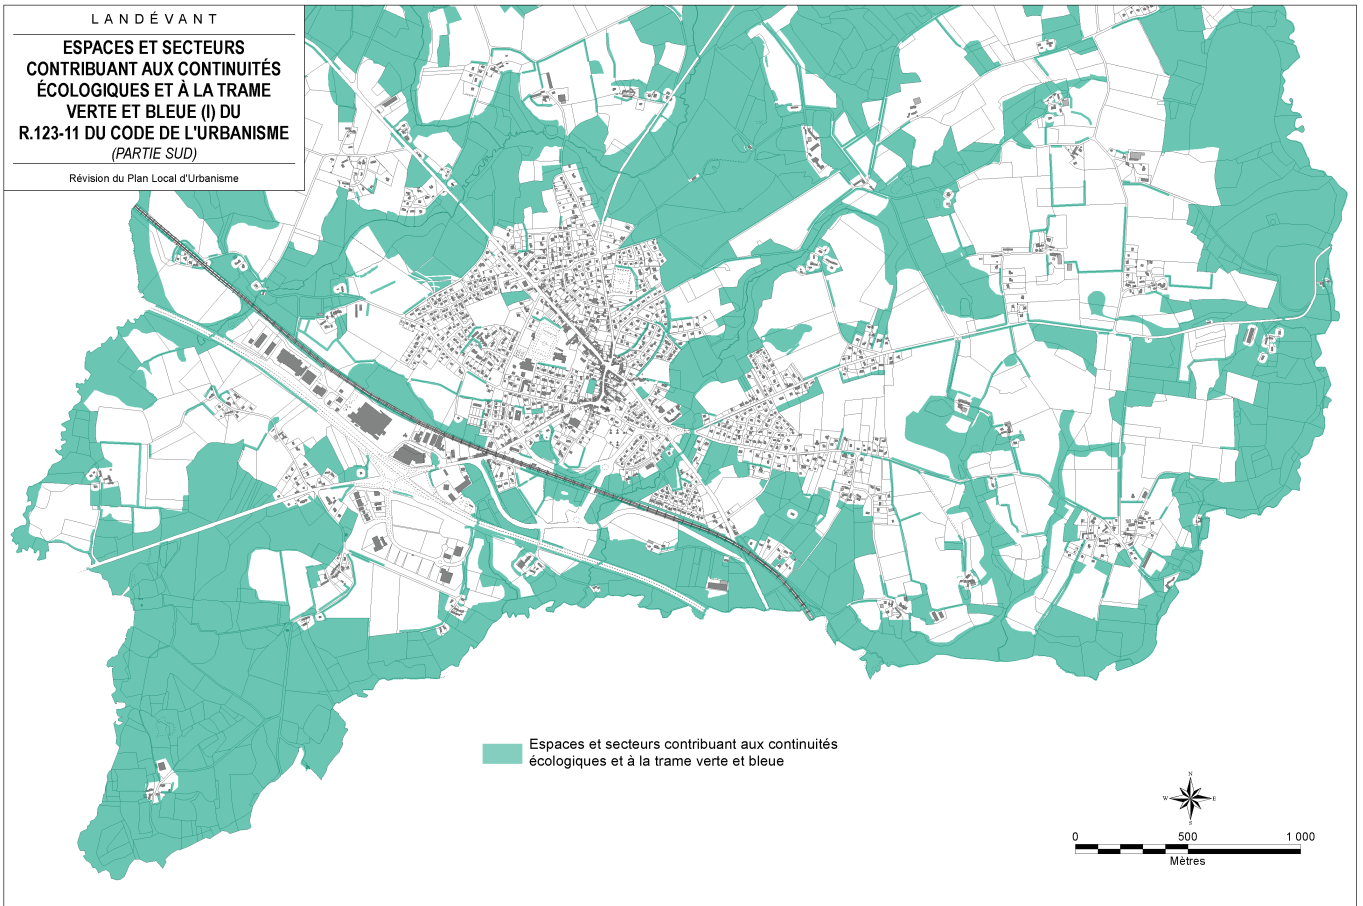 LANDÉVANT
ESPACES ET SECTEURS
CONTRIBUANT AUX CONTINUITÉS
ÉCOLOGIQUES ET À LA TRAME
VERTE ET BLEUE (I) DU
R.123-11 DU CODE DE L'URBANISME
(PARTIE SUD)
Révision du Plan Local d'Urbanisme
Espaces et secteurs contribuant aux continuités
écologiques et à la trame verte et bleue
N
W E
S
0 500 1 000
Mètres